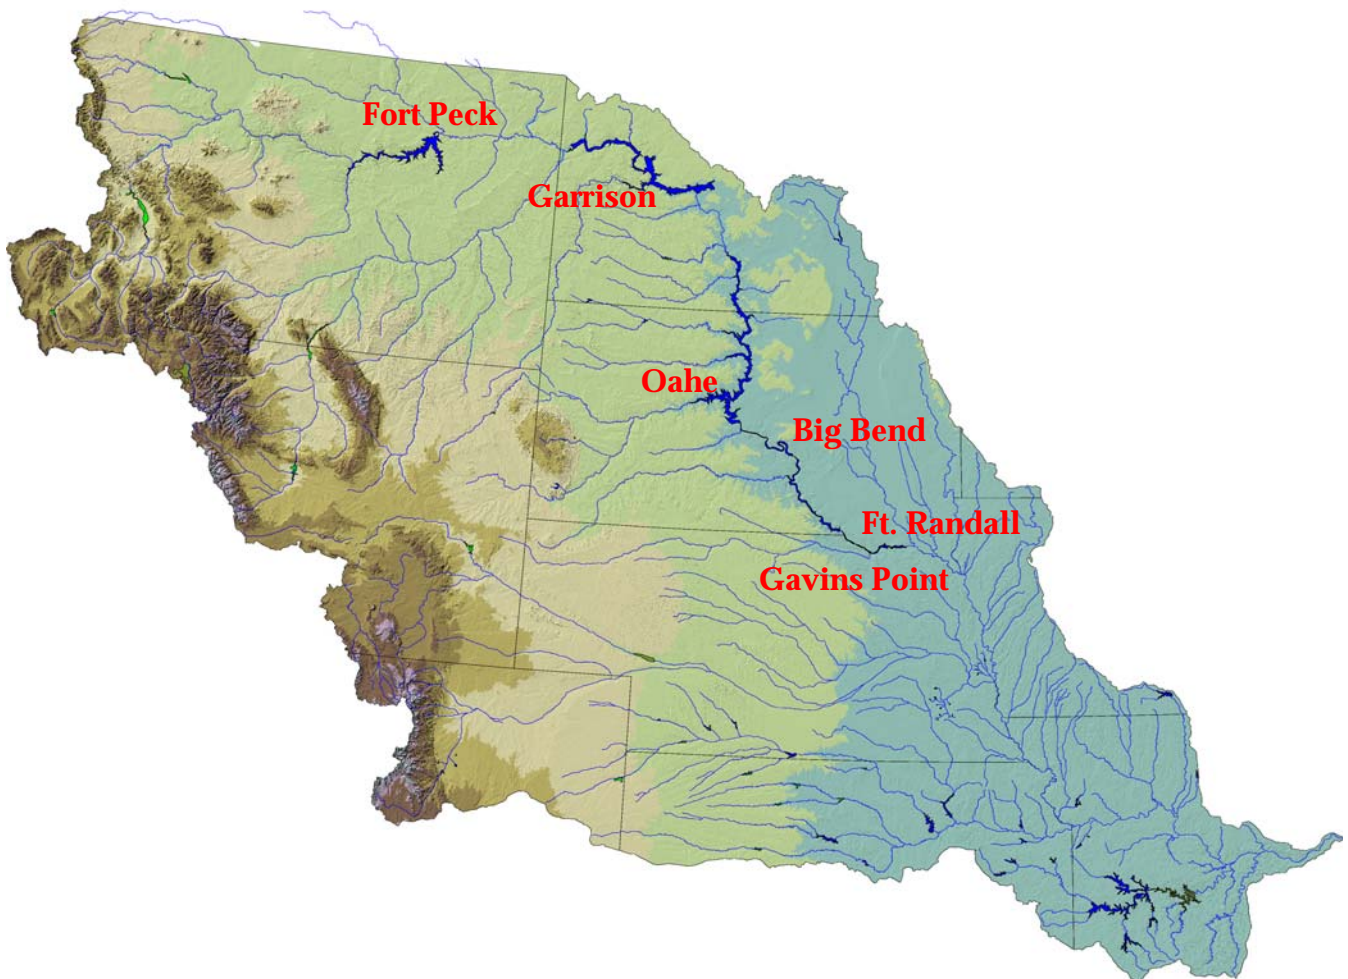 Fort Peck
Garrison
Oahe
Big Bend
Ft. Randall
Gavins Point